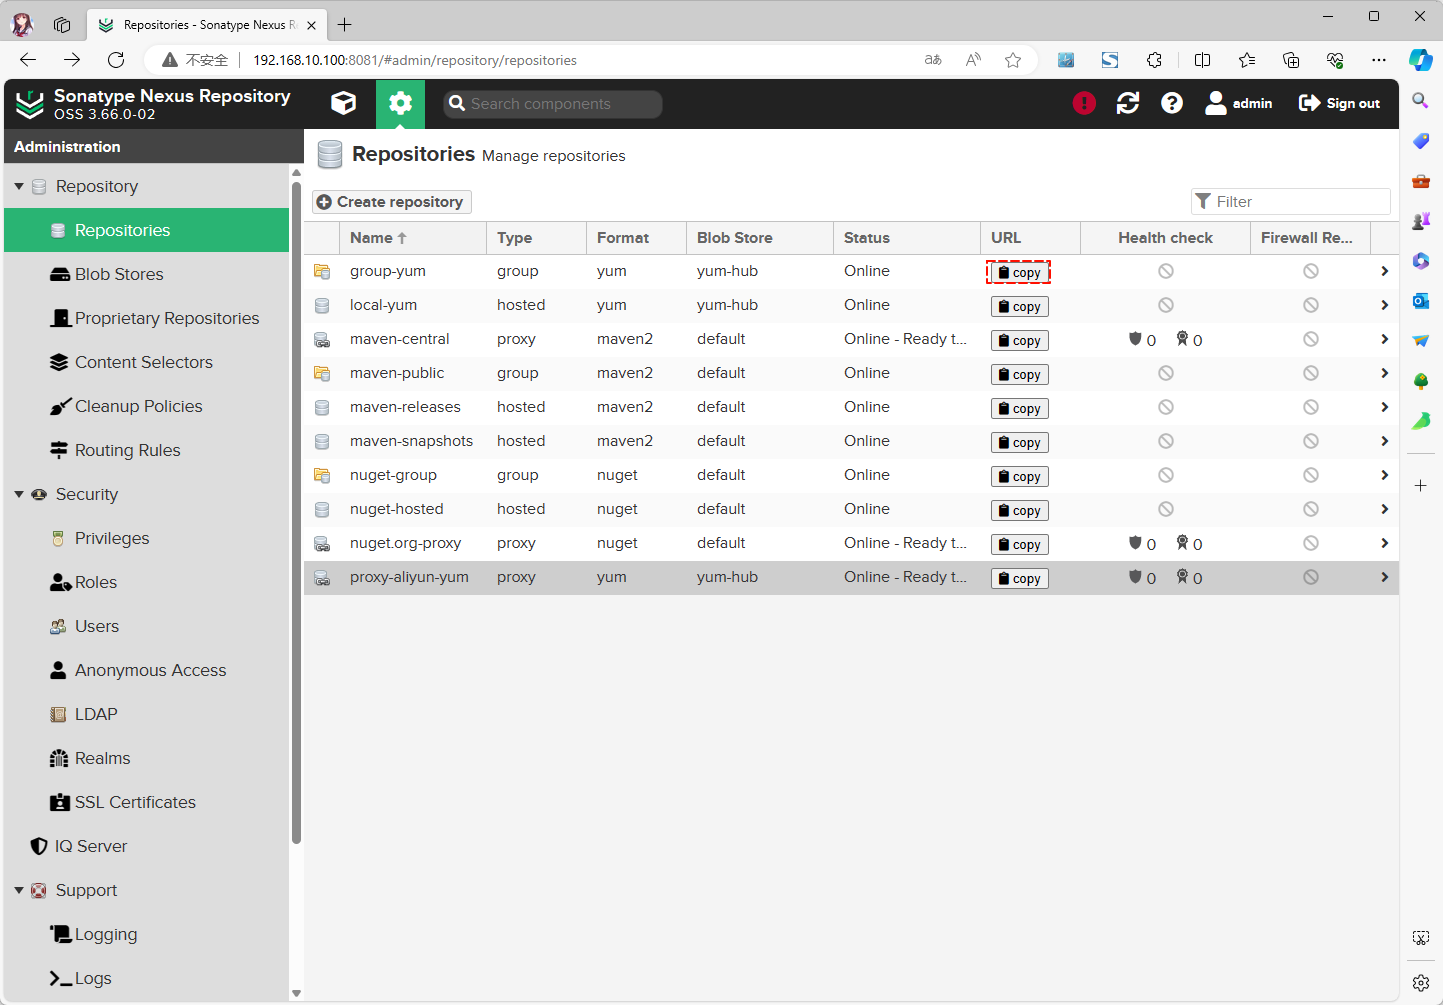 Repositories - Sonatype Nexus R
不安全
192.168.10.100:8081/#admin/repository/repositories
Sonatype Nexus Repository
OSS 3.66.0-02
Search components
admin
Sign out
Administration
Repository
Repositories
Blob Stores
Proprietary Repositories
Content Selectors
Cleanup Policies
Routing Rules
Security
Privileges
Roles
Users
Anonymous Access
LDAP
Realms
SSL Certificates
IQ Server
Support
Logging
Logs
Repositories Manage repositories
Create repository
Filter
Name Type Format Blob Store Status URL Health check Firewall Re...
group-yum group yum yum-hub Online copy
local-yum hosted yum yum-hub Online copy
maven-central proxy maven2 default Online - Ready t... copy 0 0
maven-public group maven2 default Online copy
maven-releases hosted maven2 default Online copy
maven-snapshots hosted maven2 default Online copy
nuget-group group nuget default Online copy
nuget-hosted hosted nuget default Online copy
nuget.org-proxy proxy nuget default Online - Ready t... copy 0 0
proxy-aliyun-yum proxy yum yum-hub Online - Ready t... copy 0 0